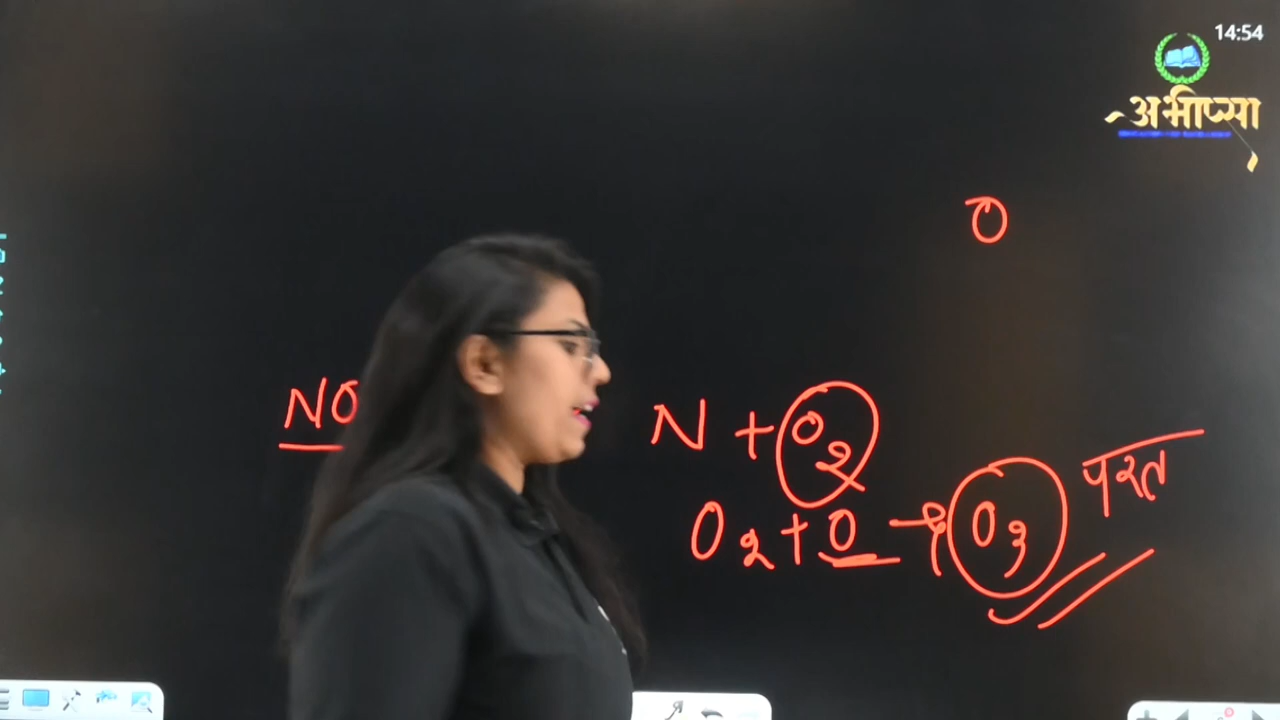 14:54
अभीप्सा
O
NO
N + O₂
O₂ + O → O₃ परत